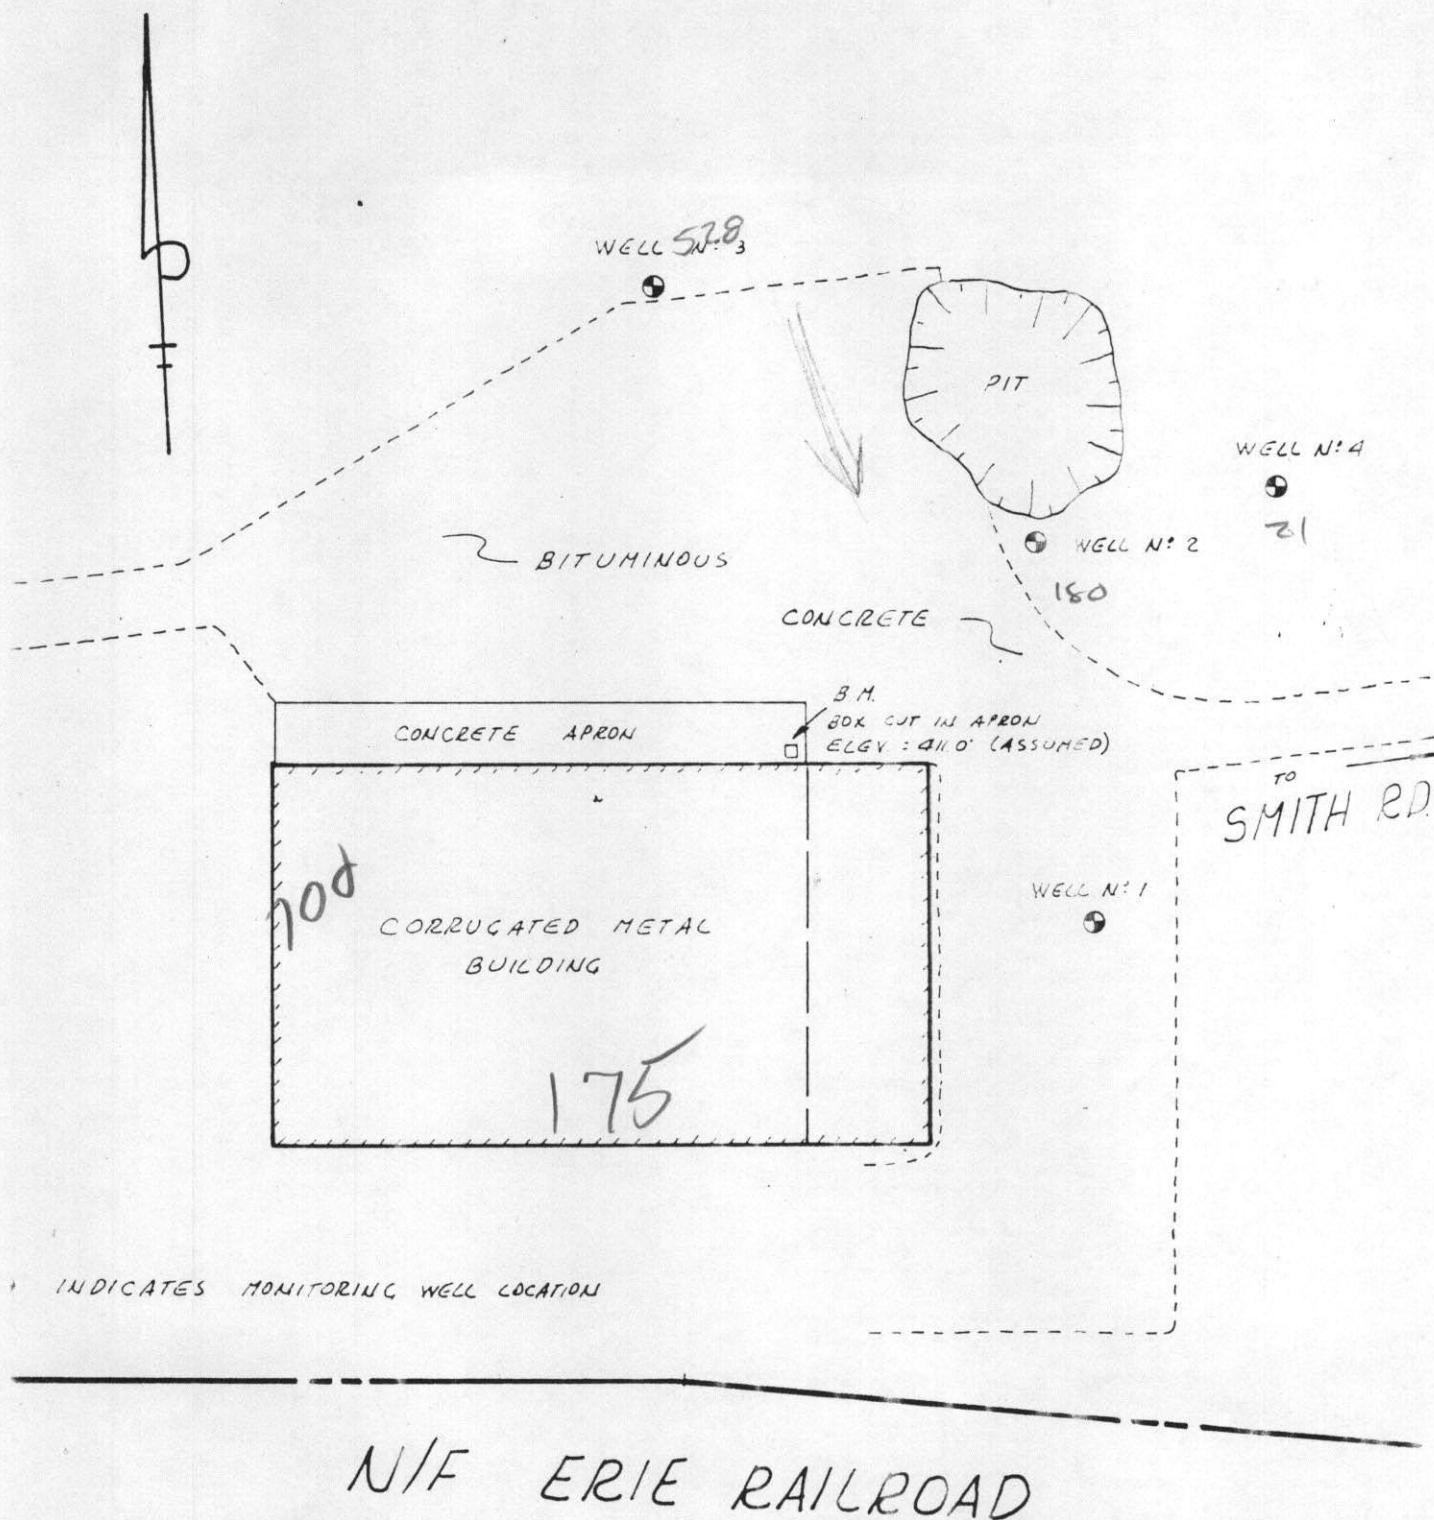 WELL Nº 3
528
PIT
WELL Nº 4
21
WELL Nº 2
180
BITUMINOUS
CONCRETE
B.M.
BOX CUT IN APRON
ELEV : 411.0' (ASSUMED)
CONCRETE APRON
TO
SMITH RD.
WELL Nº 1
100
CORRUGATED METAL
BUILDING
175
INDICATES MONITORING WELL LOCATION
N/F ERIE RAILROAD